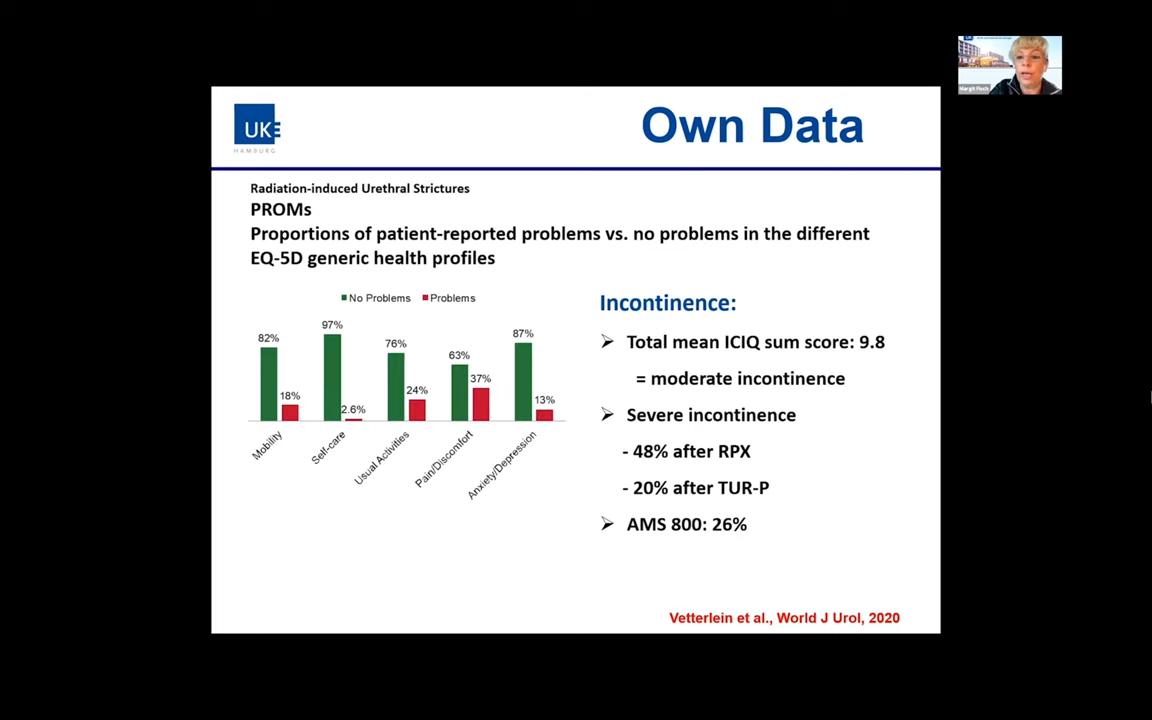 Margit Fisch
UKE
HAMBURG
Own Data
Radiation-induced Urethral Strictures
PROMs
Proportions of patient-reported problems vs. no problems in the different
EQ-5D generic health profiles
No Problems Problems
82%
18%
97%
2.6%
76%
24%
63%
37%
87%
13%
Mobility
Self-care
Usual Activities
Pain/Discomfort
Anxiety/Depression
Incontinence:
➢ Total mean ICIQ sum score: 9.8
= moderate incontinence
➢ Severe incontinence
- 48% after RPX
- 20% after TUR-P
➢ AMS 800: 26%
Vetterlein et al., World J Urol, 2020